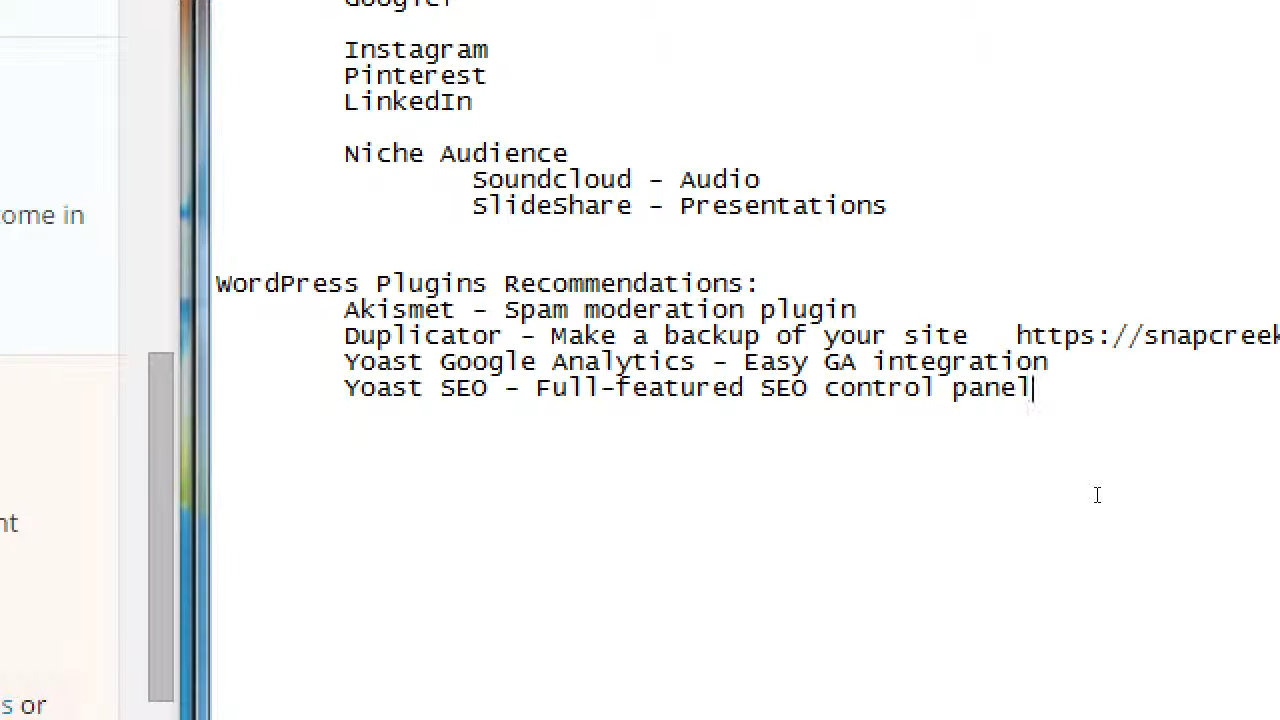 Instagram
Pinterest
LinkedIn
Niche Audience
Soundcloud - Audio
SlideShare - Presentations
ome in
WordPress Plugins Recommendations:
Akismet - Spam moderation plugin
Duplicator - Make a backup of your site https://snapcreek
Yoast Google Analytics - Easy GA integration
Yoast SEO - Full-featured SEO control panel
nt
s or